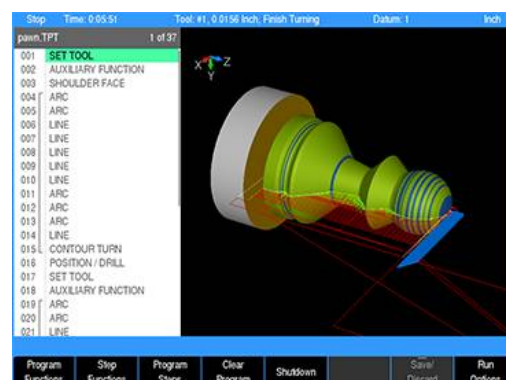 Stop Time: 0:05:51 Tool: #1, 0.0156 Inch, Finish Turning Datum: 1 Inch
pawn.TPT 1 of 37
001 SET TOOL
002 AUXILIARY FUNCTION
003 SHOULDER FACE
004 ARC
005 ARC
006 LINE
007 LINE
008 LINE
009 LINE
010 LINE
011 ARC
012 ARC
013 ARC
014 LINE
015 CONTOUR TURN
016 POSITION / DRILL
017 SET TOOL
018 AUXILIARY FUNCTION
019 ARC
020 ARC
021 LINE
X Z
Y
Program Step Program Clear Shutdown Save/ Run
Functions Functions Steps Program Discard Options